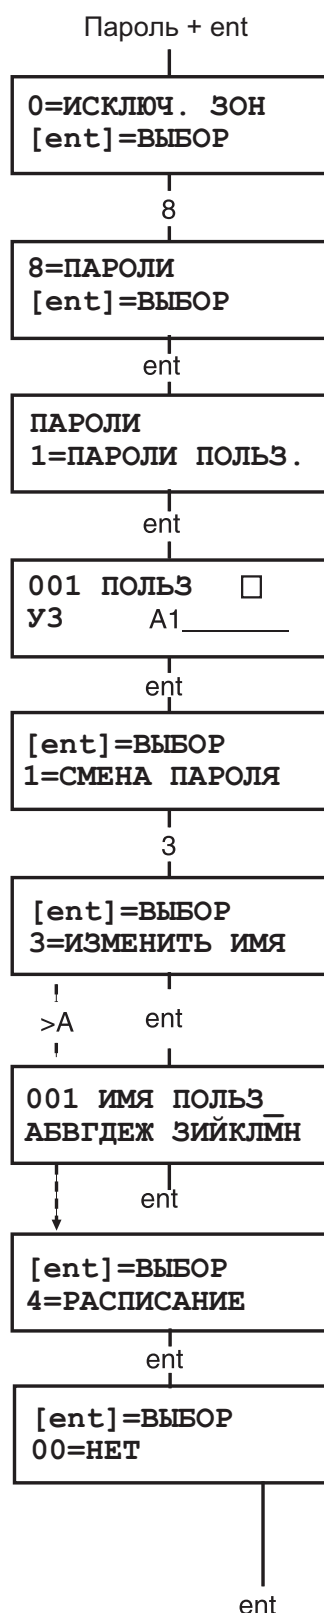 Пароль + ent
0=ИСКЛЮЧ. ЗОН
[ent]=ВЫБОР
8
8=ПАРОЛИ
[ent]=ВЫБОР
ent
ПАРОЛИ
1=ПАРОЛИ ПОЛЬЗ.
ent
001 ПОЛЬЗ □
УЗ A1________
ent
[ent]=ВЫБОР
1=СМЕНА ПАРОЛЯ
3
[ent]=ВЫБОР
3=ИЗМЕНИТЬ ИМЯ
>A ent
001 ИМЯ ПОЛЬЗ_
АБВГДЕЖ ЗИЙКЛМН
ent
[ent]=ВЫБОР
4=РАСПИСАНИЕ
ent
[ent]=ВЫБОР
00=НЕТ
ent